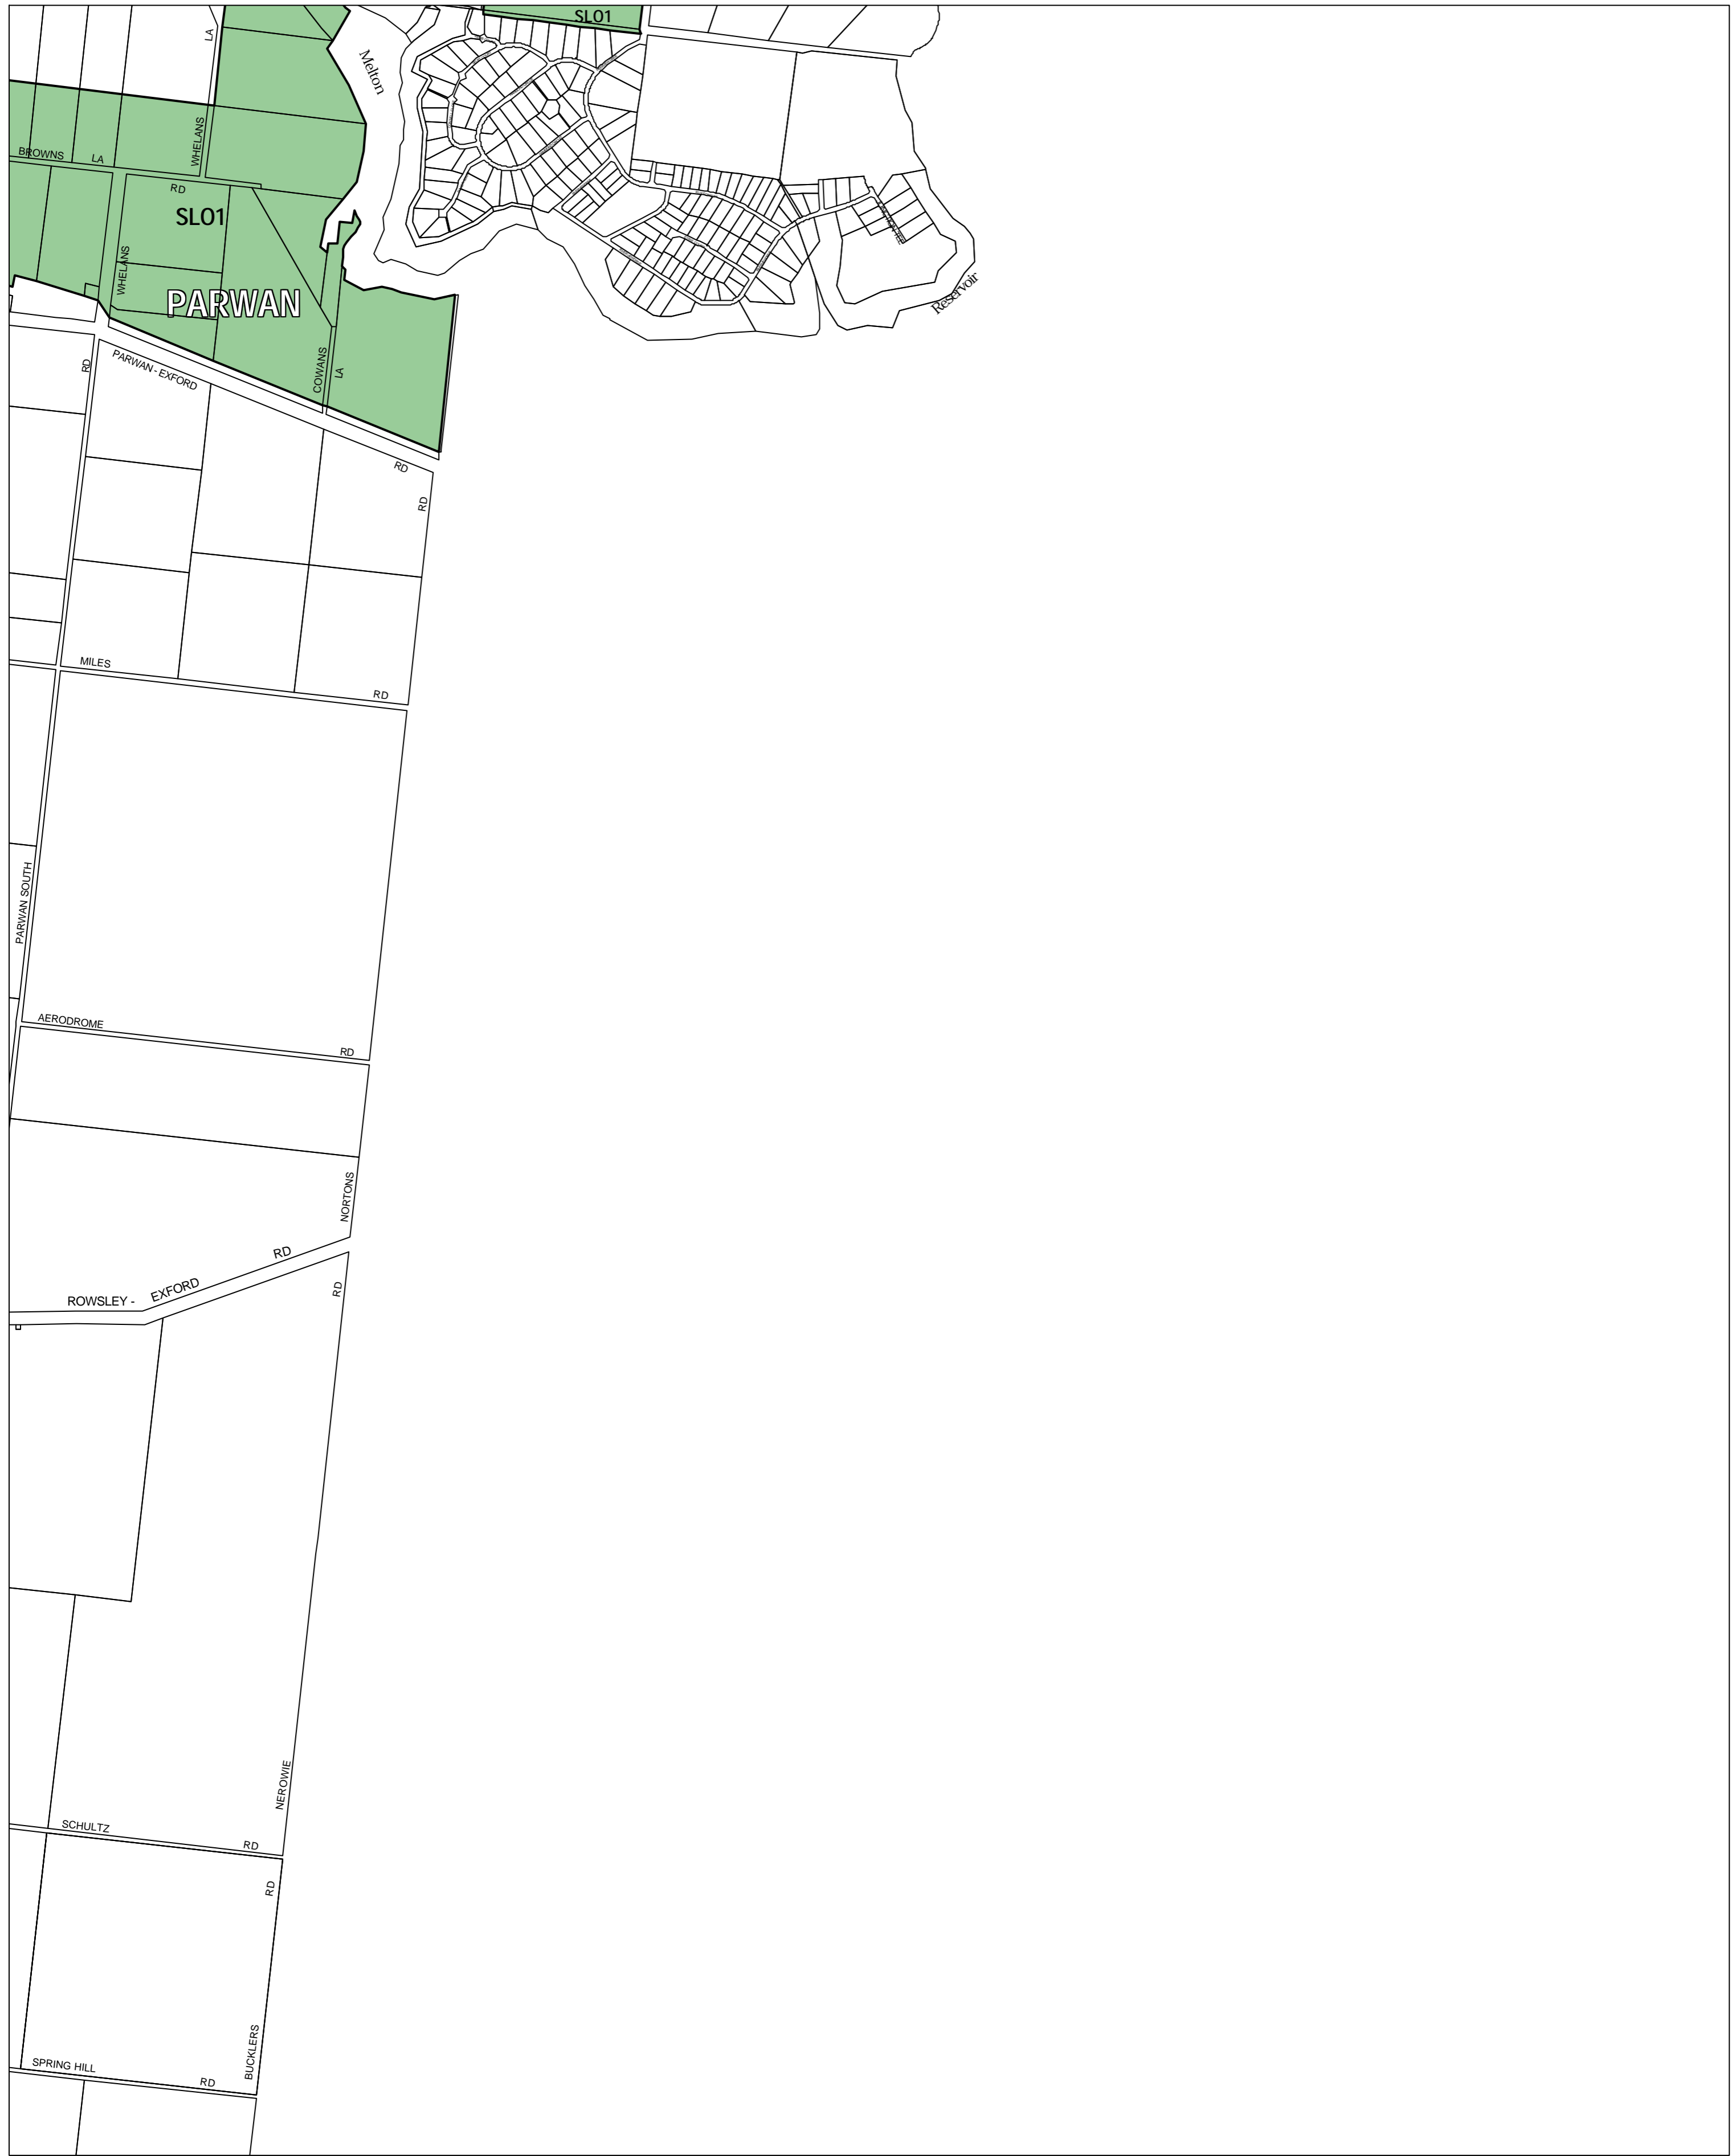 SLO1
LA
Melton
WHELANS
BROWNS LA
RD
SLO1
WHELANS
PARWAN
Reservoir
COWANS
LA
RD
PARWAN - EXFORD
RD
RD
MILES
RD
PARWAN SOUTH
AERODROME
RD
NORTONS
RD
ROWSLEY - EXFORD
RD
NEROWIE
SCHULTZ
RD
RD
BUCKLERS
SPRING HILL
RD